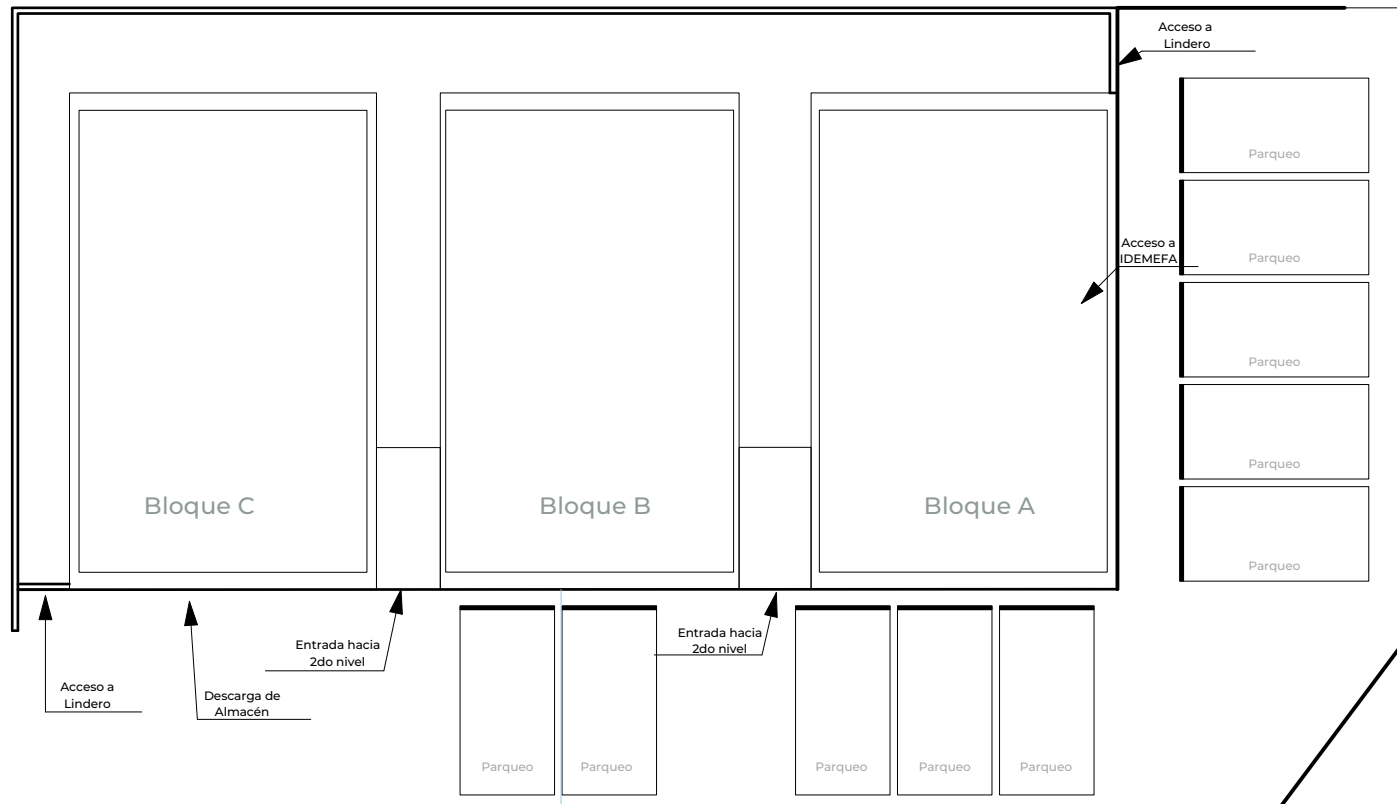 Acceso a
Lindero
Parqueo
Acceso a
IDEMEFA
Parqueo
Parqueo
Parqueo
Bloque C
Bloque B
Bloque A
Parqueo
Entrada hacia
2do nivel
Entrada hacia
2do nivel
Acceso a
Lindero
Descarga de
Almacén
Parqueo
Parqueo
Parqueo
Parqueo
Parqueo